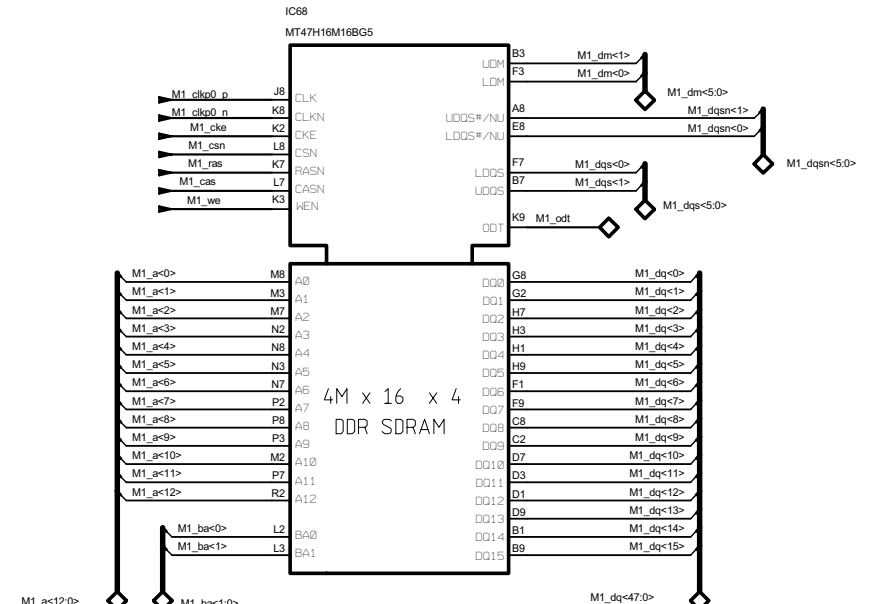 IC68
MT47H16M16BG5
B3 M1_dm<1>
UDM
F3 M1_dm<0>
LDM
M1_dm<5:0>
M1_clkp0_p J8 CLK
A8 M1_dqsn<1>
M1_clkp0_n K8 CLKN
UDQS#/NU
M1_cke K2 CKE
E8 M1_dqsn<0>
LDQS#/NU
M1_csn L8 CSN
M1_dqsn<5:0>
M1_ras K7 RASN
LDQS F7 M1_dqs<0>
M1_cas L7 CASN
UDQS B7 M1_dqs<1>
M1_we K3 WEN
M1_dqs<5:0>
ODT K9 M1_odt
M1_a<0> M8 A0 DQ0 G8 M1_dq<0>
M1_a<1> M3 A1 DQ1 G2 M1_dq<1>
M1_a<2> M7 A2 DQ2 H7 M1_dq<2>
M1_a<3> N2 A3 DQ3 H3 M1_dq<3>
M1_a<4> N8 A4 DQ4 H1 M1_dq<4>
M1_a<5> N3 A5 DQ5 H9 M1_dq<5>
M1_a<6> N7 A6 DQ6 F1 M1_dq<6>
4M x 16 x 4
M1_a<7> P2 A7 DQ7 F9 M1_dq<7>
M1_a<8> P8 A8 DQ8 C8 M1_dq<8>
DDR SDRAM
M1_a<9> P3 A9 DQ9 C2 M1_dq<9>
M1_a<10> M2 A10 DQ10 D7 M1_dq<10>
M1_a<11> P7 A11 DQ11 D3 M1_dq<11>
M1_a<12> R2 A12 DQ12 D1 M1_dq<12>
DQ13 D9 M1_dq<13>
M1_ba<0> L2 BA0 DQ14 B1 M1_dq<14>
M1_ba<1> L3 BA1 DQ15 B9 M1_dq<15>
M1_a<12:0> M1_ba<1:0> M1_dq<47:0>